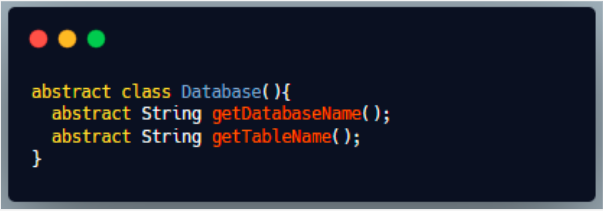 abstract class Database(){
abstract String getDatabaseName();
abstract String getTableName();
}